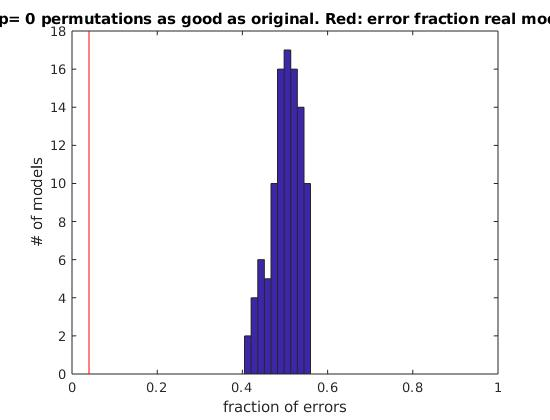 p= 0 permutations as good as original. Red: error fraction real
18
16
14
12
10
8
6
4
2
0
# of models
0 0.2 0.4 0.6 0.8 1
fraction of errors